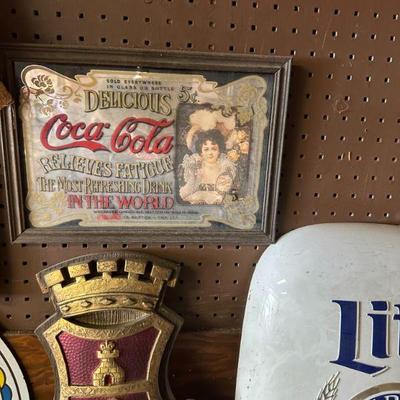 SOLD EVERYWHERE
IN GLASS OR BOTTLE
DELICIOUS 5¢
Coca-Cola
RELIEVES FATIGUE
THE MOST REFRESHING DRINK
IN THE WORLD
5¢
Lit